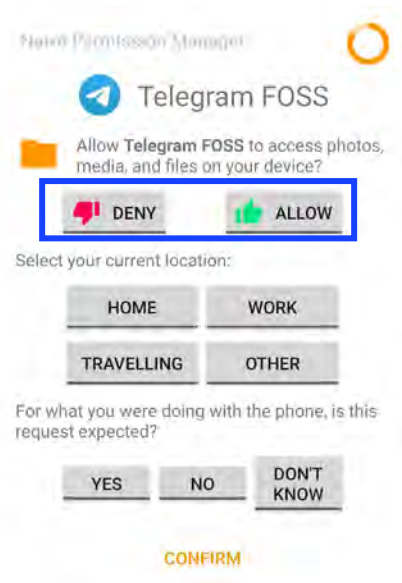 Telegram FOSS
Allow Telegram FOSS to access photos,
media, and files on your device?
DENY ALLOW
Select your current location:
HOME WORK
TRAVELLING OTHER
For what you were doing with the phone, is this
request expected?
YES NO DON'T
KNOW
CONFIRM